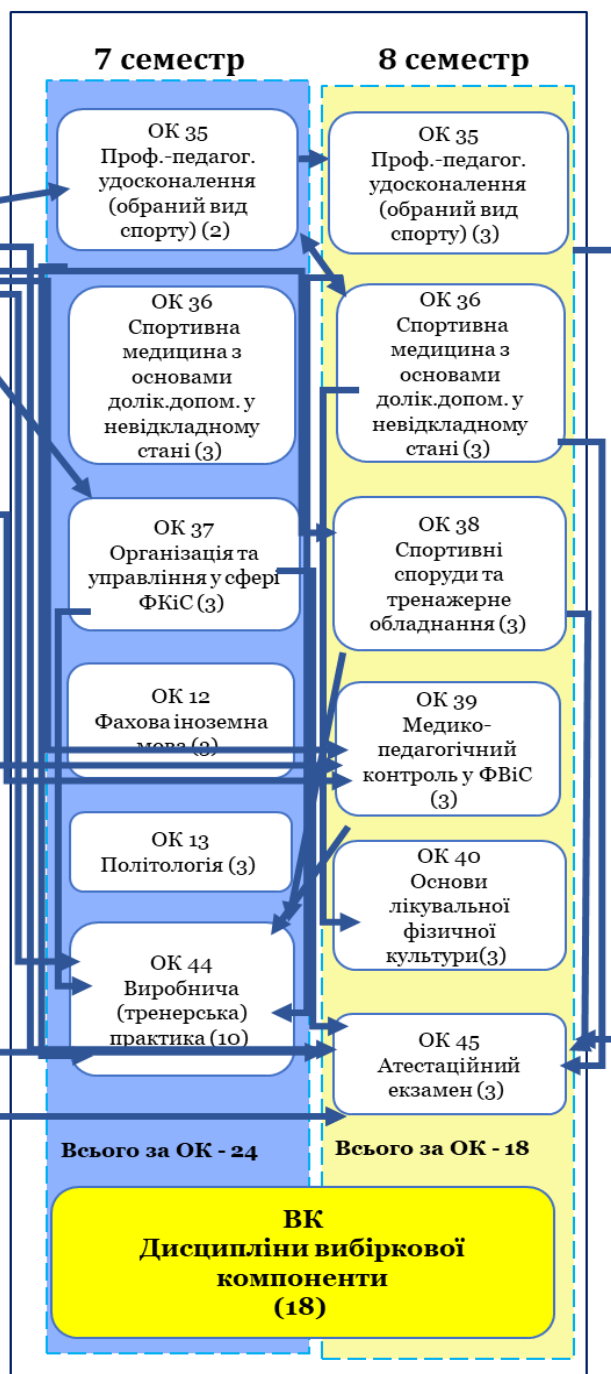 7 семестр
ОК 35
Проф.-педагог.
удосконалення
(обраний вид
спорту) (2)
ОК 36
Спортивна
медицина з
основами
долік.допом. у
невідкладному
стані (3)
ОК 37
Організація та
управління у сфері
ФКіС (3)
ОК 12
Фахова іноземна
мова (3)
ОК 13
Політологія (3)
ОК 44
Виробнича
(тренерська)
практика (10)
Всього за ОК - 24
8 семестр
ОК 35
Проф.-педагог.
удосконалення
(обраний вид
спорту) (3)
ОК 36
Спортивна
медицина з
основами
долік.допом. у
невідкладному
стані (3)
ОК 38
Спортивні
споруди та
тренажерне
обладнання (3)
ОК 39
Медико-
педагогічний
контроль у ФВіС
(3)
ОК 40
Основи
лікувальної
фізичної
культури(3)
ОК 45
Атестаційний
екзамен (3)
Всього за ОК - 18
ВК
Дисципліни вибіркової
компоненти
(18)